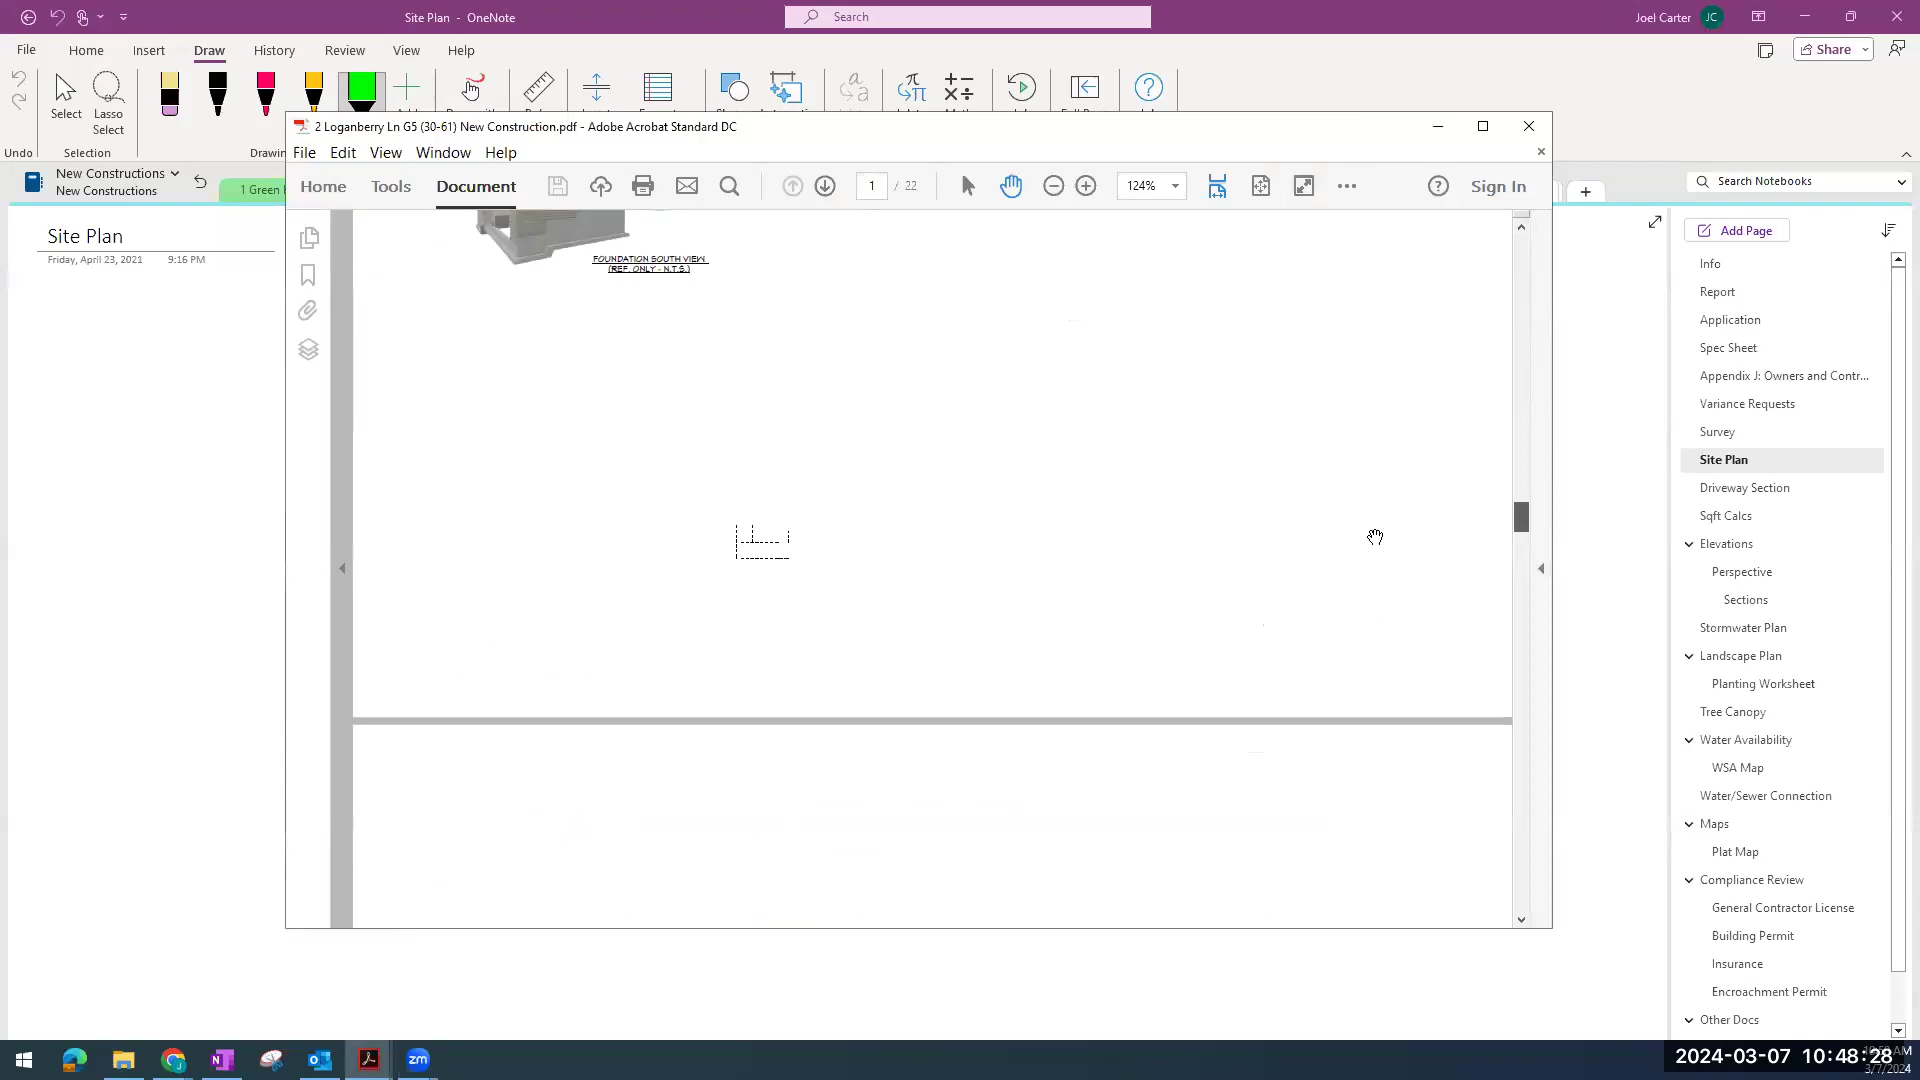 Site Plan - OneNote
Search
Joel Carter
JC
File
Home
Insert
Draw
History
Review
View
Help
Share
Select
Lasso
Select
Undo
Selection
2 Loganberry Ln G5 (30-61) New Construction.pdf - Adobe Acrobat Standard DC
File
Edit
View
Window
Help
New Constructions
New Constructions
1 Green
Home
Tools
Document
1
/ 22
124%
Sign In
Search Notebooks
Site Plan
Friday, April 23, 2021
9:16 PM
FOUNDATION SOUTH VIEW
(REF. ONLY - N.T.S.)
Add Page
Info
Report
Application
Spec Sheet
Appendix J: Owners and Contr...
Variance Requests
Survey
Site Plan
Driveway Section
Sqft Calcs
Elevations
Perspective
Sections
Stormwater Plan
Landscape Plan
Planting Worksheet
Tree Canopy
Water Availability
WSA Map
Water/Sewer Connection
Maps
Plat Map
Compliance Review
General Contractor License
Building Permit
Insurance
Encroachment Permit
Other Docs
zm
2024-03-07 10:48:28